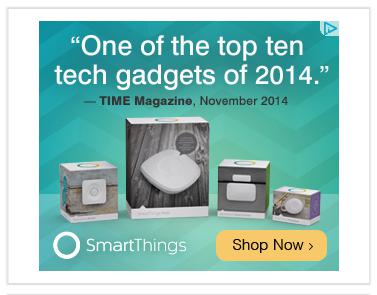 “One of the top ten
tech gadgets of 2014.”
— TIME Magazine, November 2014
SmartThings
Shop Now ›